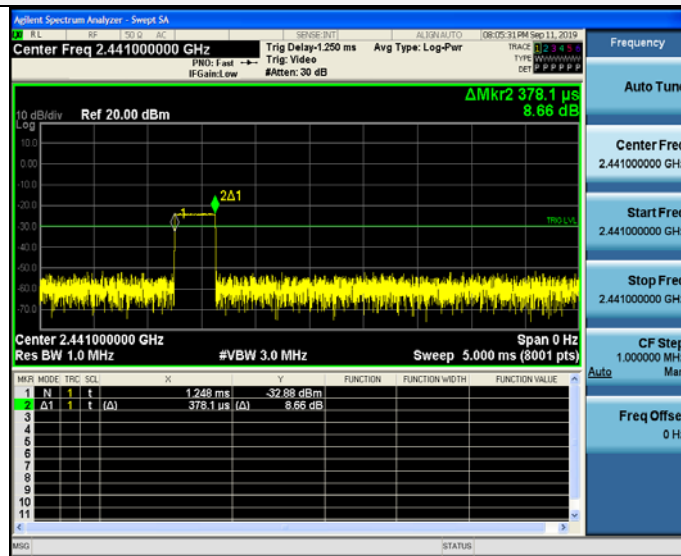 Agilent Spectrum Analyzer - Swept SA
RL RF 50 Ω AC SENSE:INT ALIGNAUTO 08:05:31 PM Sep 11, 2019
Center Freq 2.441000000 GHz
PNO: Fast
IFGain:Low
Trig Delay-1.250 ms
Trig: Video
#Atten: 30 dB
Avg Type: Log-Pwr
TRACE 1 2 3 4 5 6
TYPE WWWWWW
DET P P P P P P
Frequency
ΔMkr2 378.1 µs
8.66 dB
10 dB/div
Log
Ref 20.00 dBm
10.0
0.00
-10.0
-20.0
-30.0
-40.0
-50.0
-60.0
-70.0
1
2Δ1
TRIG LVL
Center 2.441000000 GHz
Span 0 Hz
Res BW 1.0 MHz
#VBW 3.0 MHz
Sweep 5.000 ms (8001 pts)
MKR MODE TRC SCL X Y FUNCTION FUNCTION WIDTH FUNCTION VALUE
1 N 1 t 1.248 ms -32.88 dBm
2 Δ1 1 t (Δ) 378.1 µs (Δ) 8.66 dB
3
4
5
6
7
8
9
10
11
MSG
STATUS
Auto Tune
Center Freq
2.441000000 GHz
Start Freq
2.441000000 GHz
Stop Freq
2.441000000 GHz
CF Step
1.000000 MHz
Auto Man
Freq Offset
0 Hz